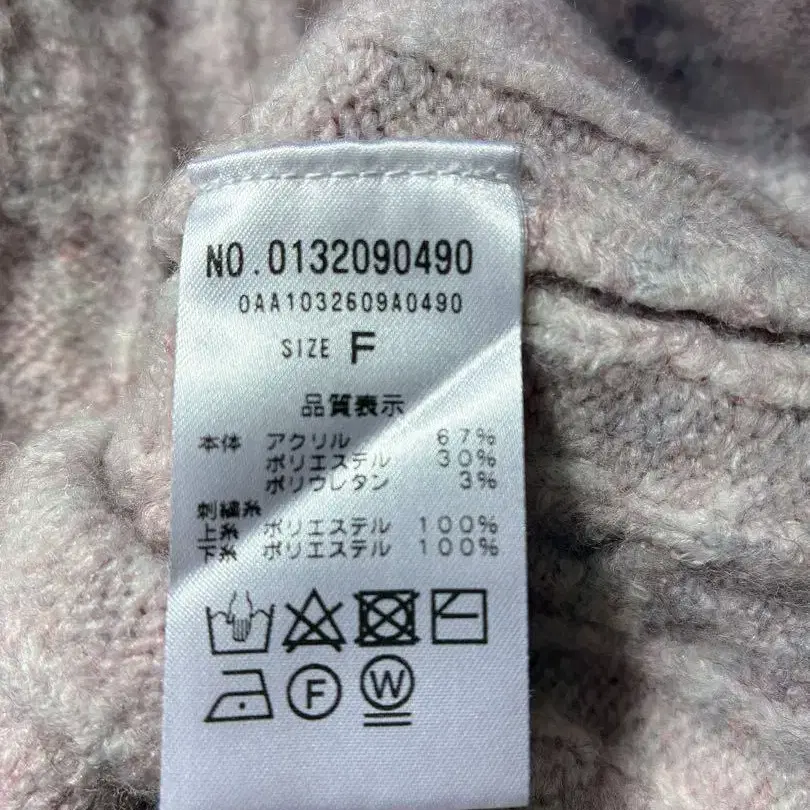 NO.0132090490
0AA1032609A0490
SIZE F
品質表示
本体 アクリル 67%
ポリエステル 30%
ポリウレタン 3%
刺繍糸
上糸 ポリエステル 100%
下糸 ポリエステル 100%
F W